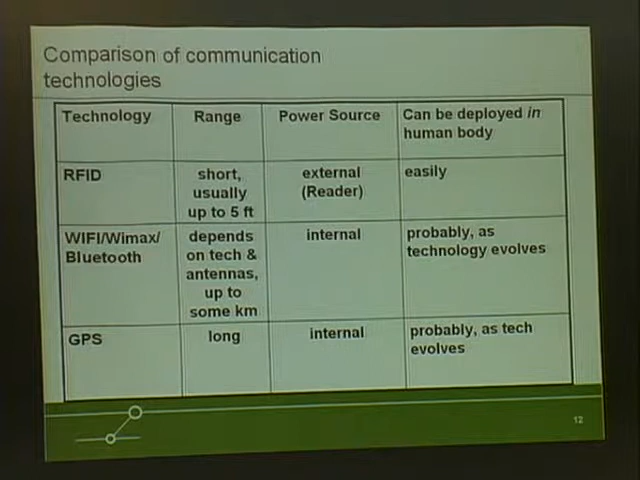 Comparison of communication
technologies
Technology
Range
Power Source
Can be deployed in
human body
RFID
short,
usually
up to 5 ft
external
(Reader)
easily
WIFI/Wimax/
Bluetooth
depends
on tech &
antennas,
up to
some km
internal
probably, as
technology evolves
GPS
long
internal
probably, as tech
evolves
12